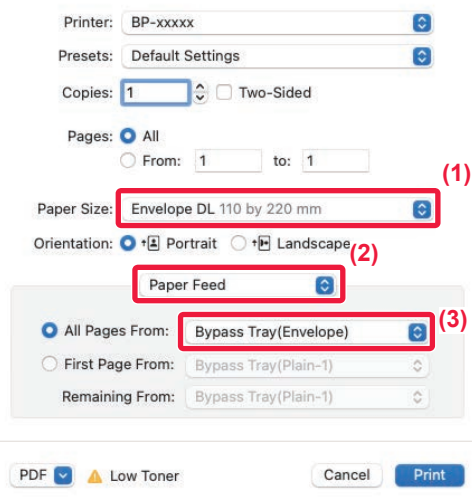 Printer: BP-xxxxx
Presets: Default Settings
Copies: 1 Two-Sided
Pages: All
From: 1 to: 1
(1)
Paper Size: Envelope DL 110 by 220 mm
Orientation: Portrait Landscape
(2)
Paper Feed
(3)
All Pages From: Bypass Tray(Envelope)
First Page From: Bypass Tray(Plain-1)
Remaining From: Bypass Tray(Plain-1)
PDF Low Toner Cancel Print